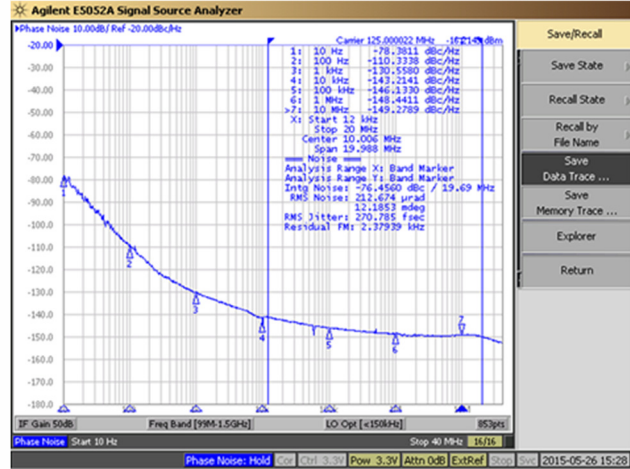 Agilent E5052A Signal Source Analyzer
Phase Noise 10.00dB/ Ref -20.00dBc/Hz
-20.00
-30.00
-40.00
-50.00
-60.00
-70.00
-80.00
-90.00
-100.0
-110.0
-120.0
-130.0
-140.0
-150.0
-160.0
-170.0
-180.0
Carrier 125.000022 MHz
dBm
1: 10 Hz -78.3811 dBc/Hz
2: 100 Hz -110.3338 dBc/Hz
3: 1 kHz -130.5580 dBc/Hz
4: 10 kHz -143.2141 dBc/Hz
5: 100 kHz -146.1330 dBc/Hz
6: 1 MHz -148.4411 dBc/Hz
>7: 10 MHz -149.2789 dBc/Hz
X: Start 12 kHz
Stop 20 MHz
Center 10.006 MHz
Span 19.988 MHz
=== Noise ===
Analysis Range X: Band Marker
Analysis Range Y: Band Marker
Intg Noise: -76.4560 dBc / 19.69 MHz
RMS Noise: 212.674 µrad
12.1853 mdeg
RMS Jitter: 270.785 fsec
Residual FM: 2.37939 kHz
1
2
3
4
5
6
7
IF Gain 50dB
Freq Band [99M-1.5GHz]
LO Opt [<150kHz]
853pts
Phase Noise Start 10 Hz
Stop 40 MHz
16/16
Phase Noise: Hold Cor Ctrl 3.3V Pow 3.3V Attn 0dB ExtRef Stop Svc 2015-05-26 15:28
Save/Recall
Save State
Recall State
Recall by
File Name
Save
Data Trace ...
Save
Memory Trace ...
Explorer
Return